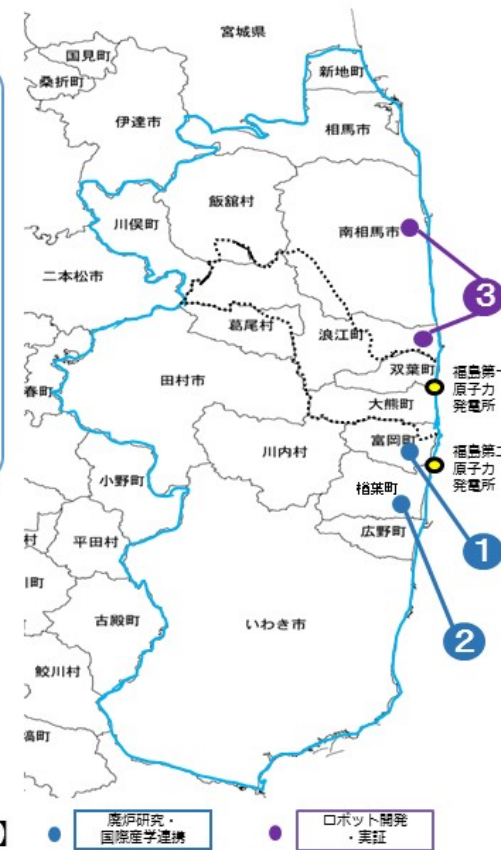 宮城県
国見町
新地町
桑折町
伊達市
相馬市
飯舘村
川俣町
南相馬市
二本松市
3
葛尾村
浪江町
双葉町
福島第一
原子力
発電所
田村市
大熊町
春町
富岡町
川内村
福島第二
原子力
発電所
小野町
楢葉町
広野町
1
村
平田村
川町
2
古殿町
いわき市
鮫川村
塙町
】
廃炉研究・
国際産学連携
ロボット開発
・実証